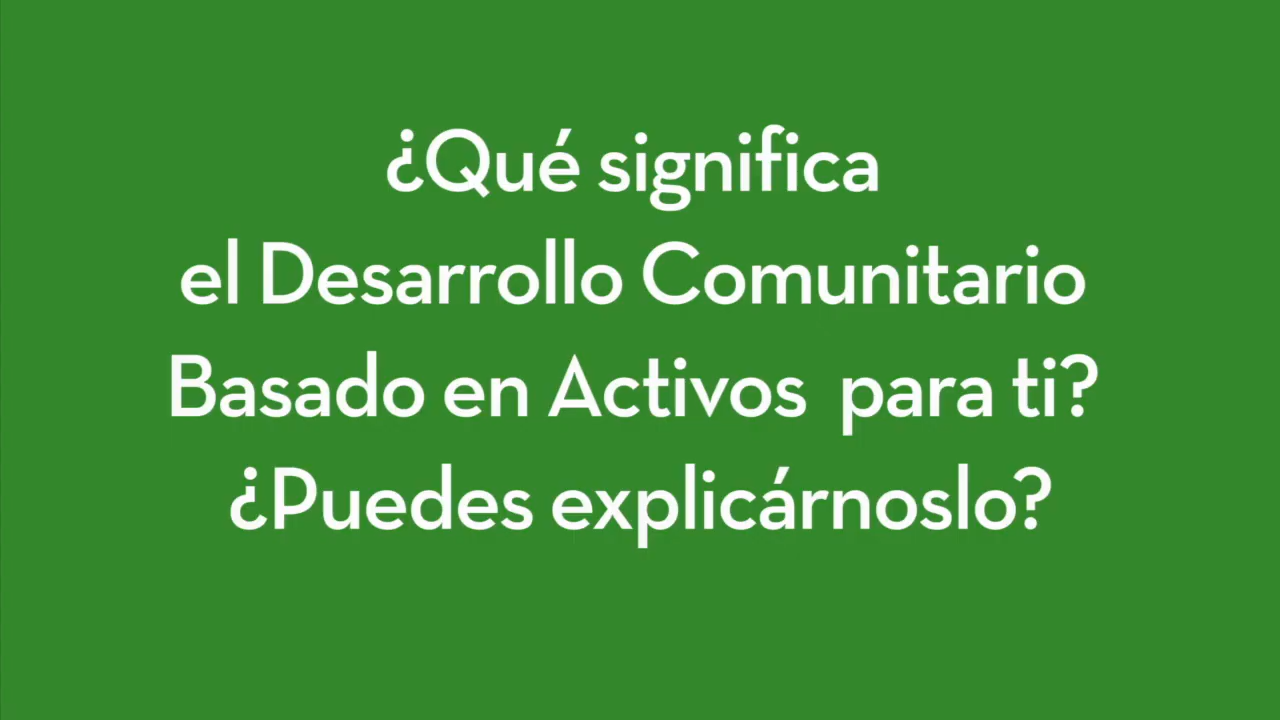 ¿Qué significa
el Desarrollo Comunitario
Basado en Activos para ti?
¿Puedes explicárnoslo?